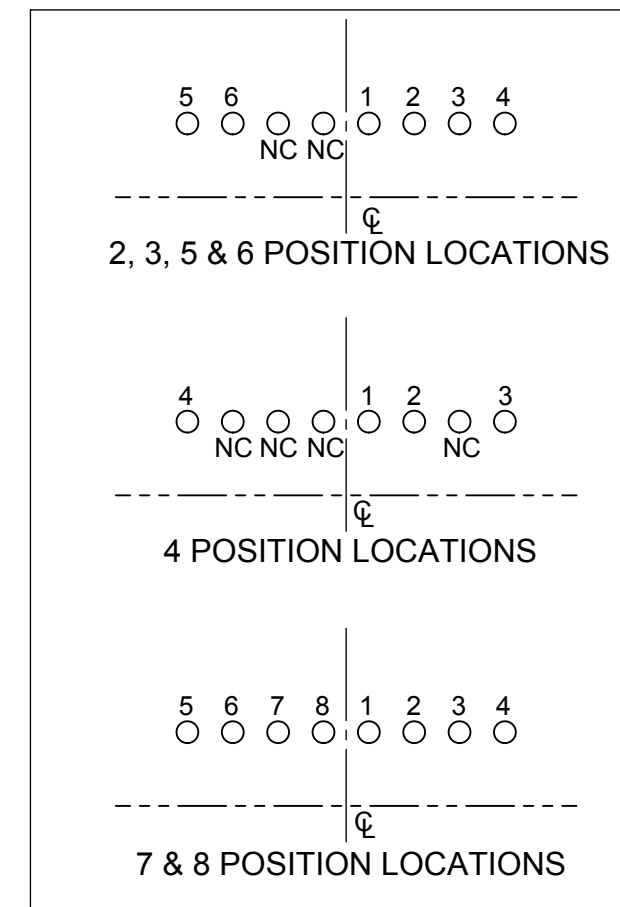 5 6 1 2 3 4
NC NC
℄
2, 3, 5 & 6 POSITION LOCATIONS
4 1 2 3
NC NC NC NC
℄
4 POSITION LOCATIONS
5 6 7 8 1 2 3 4
℄
7 & 8 POSITION LOCATIONS